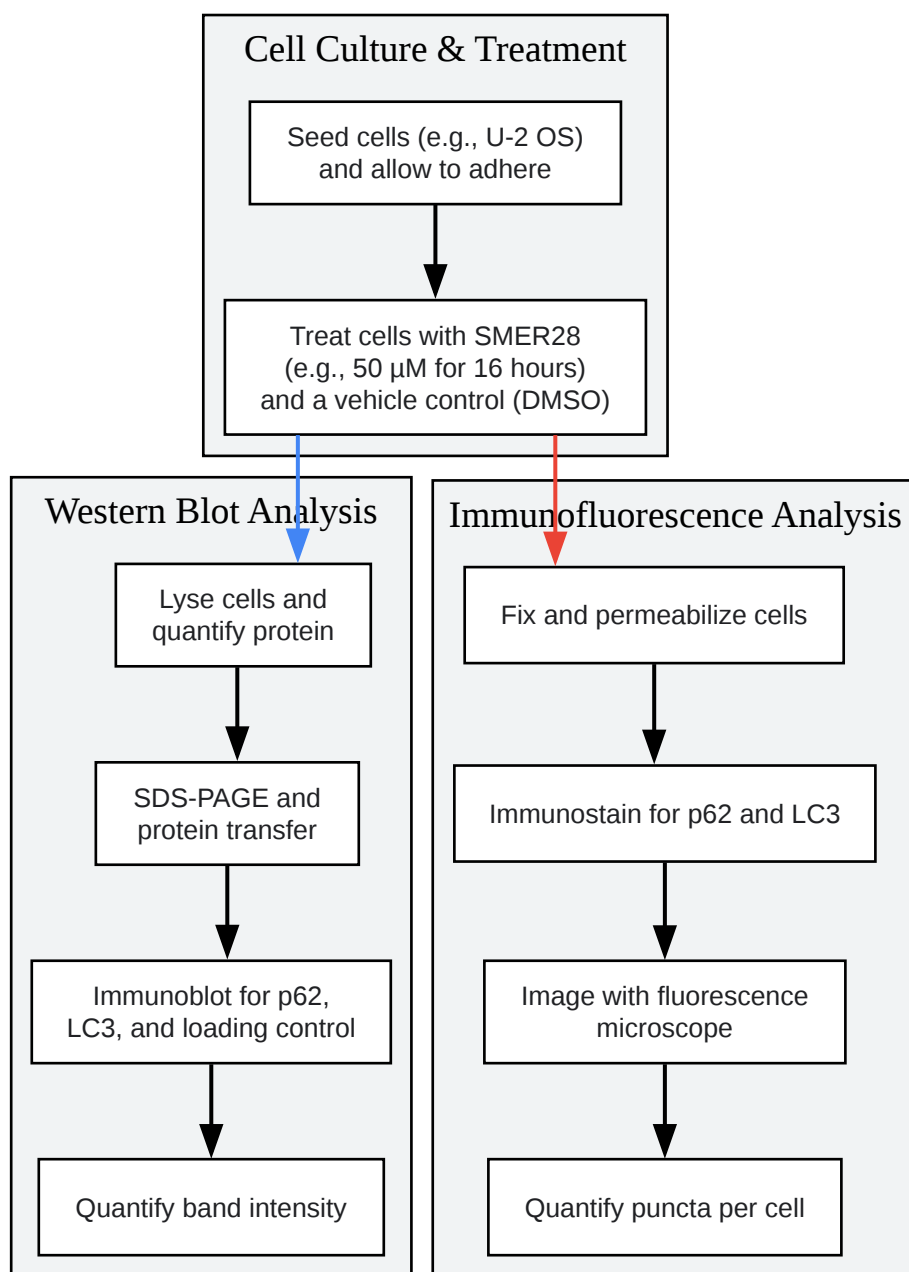 Cell Culture & Treatment
Seed cells (e.g., U-2 OS)
and allow to adhere
Treat cells with SMER28
(e.g., 50 µM for 16 hours)
and a vehicle control (DMSO)
Western Blot Analysis
Lyse cells and
quantify protein
SDS-PAGE and
protein transfer
Immunoblot for p62,
LC3, and loading control
Quantify band intensity
Immunofluorescence Analysis
Fix and permeabilize cells
Immunostain for p62 and LC3
Image with fluorescence
microscope
Quantify puncta per cell